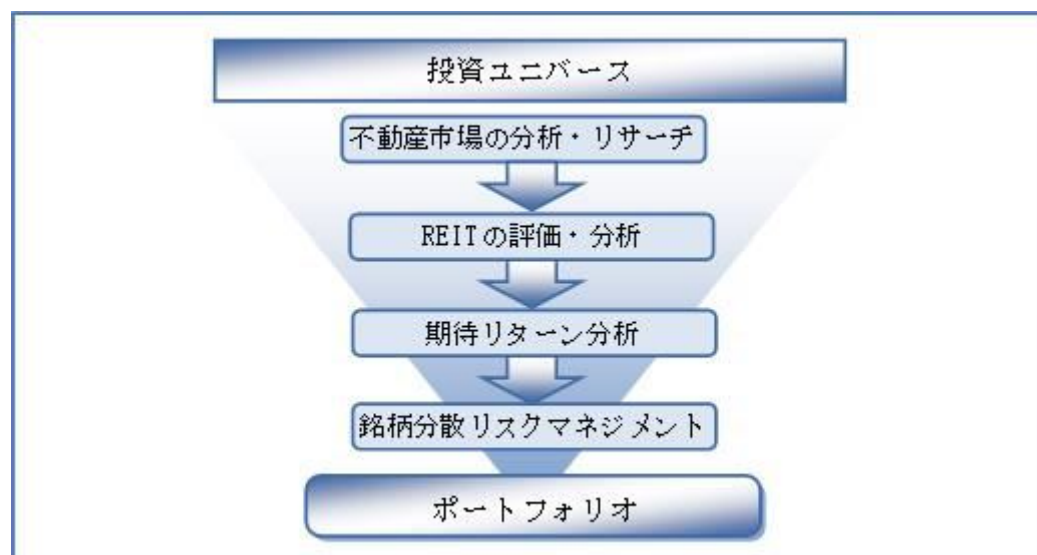 投資ユニバース
不動産市場の分析・リサーチ
REITの評価・分析
期待リターン分析
銘柄分散リスクマネジメント
ポートフォリオ